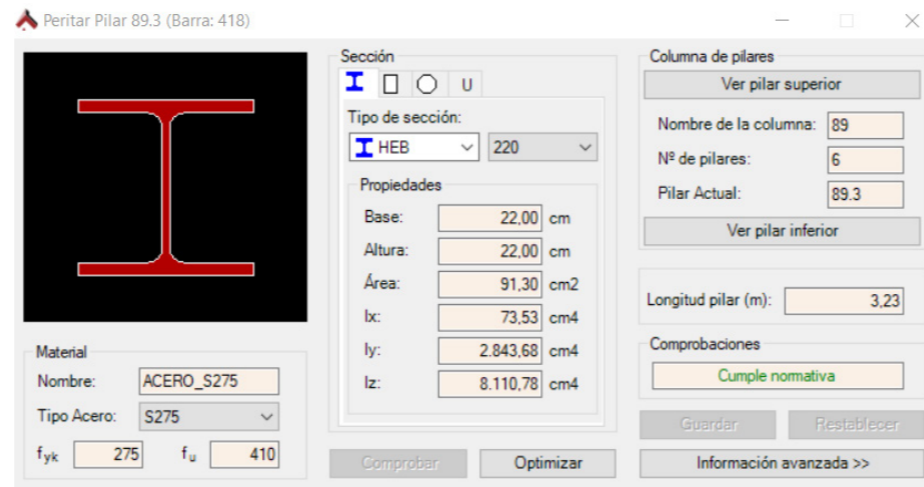 Peritar Pilar 89.3 (Barra: 418)
Sección
U
Tipo de sección:
HEB 220
Propiedades
Base: 22,00 cm
Altura: 22,00 cm
Área: 91,30 cm2
Ix: 73,53 cm4
Iy: 2.843,68 cm4
Iz: 8.110,78 cm4
Material
Nombre: ACERO_S275
Tipo Acero: S275
fyk 275 fu 410
Comprobar Optimizar
Columna de pilares
Ver pilar superior
Nombre de la columna: 89
Nº de pilares: 6
Pilar Actual: 89.3
Ver pilar inferior
Longitud pilar (m): 3,23
Comprobaciones
Cumple normativa
Guardar Restablecer
Información avanzada >>